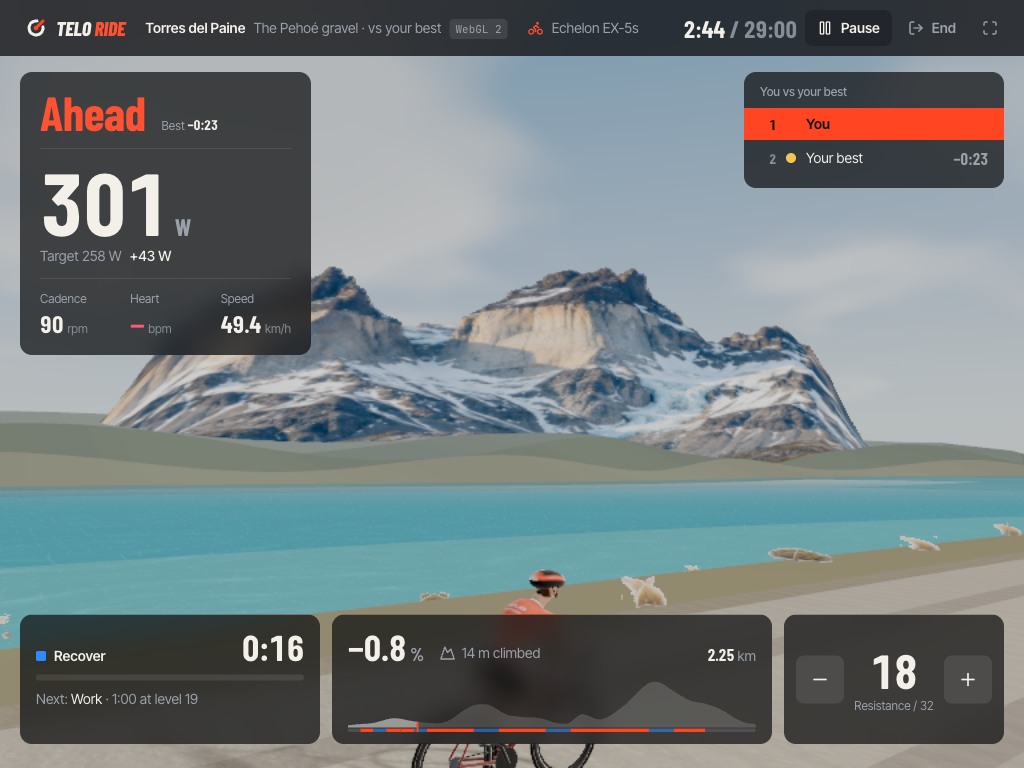 TELO RIDE Torres del Paine The Pehoé gravel · vs your best WebGL 2 Echelon EX-5s 2:44 / 29:00 Pause End
Ahead Best −0:23
301 W
Target 258 W +43 W
Cadence Heart Speed
90 rpm – bpm 49.4 km/h
You vs your best
1 You
2 Your best −0:23
Recover 0:16
Next: Work · 1:00 at level 19
−0.8 % 14 m climbed 2.25 km
− 18 +
Resistance / 32